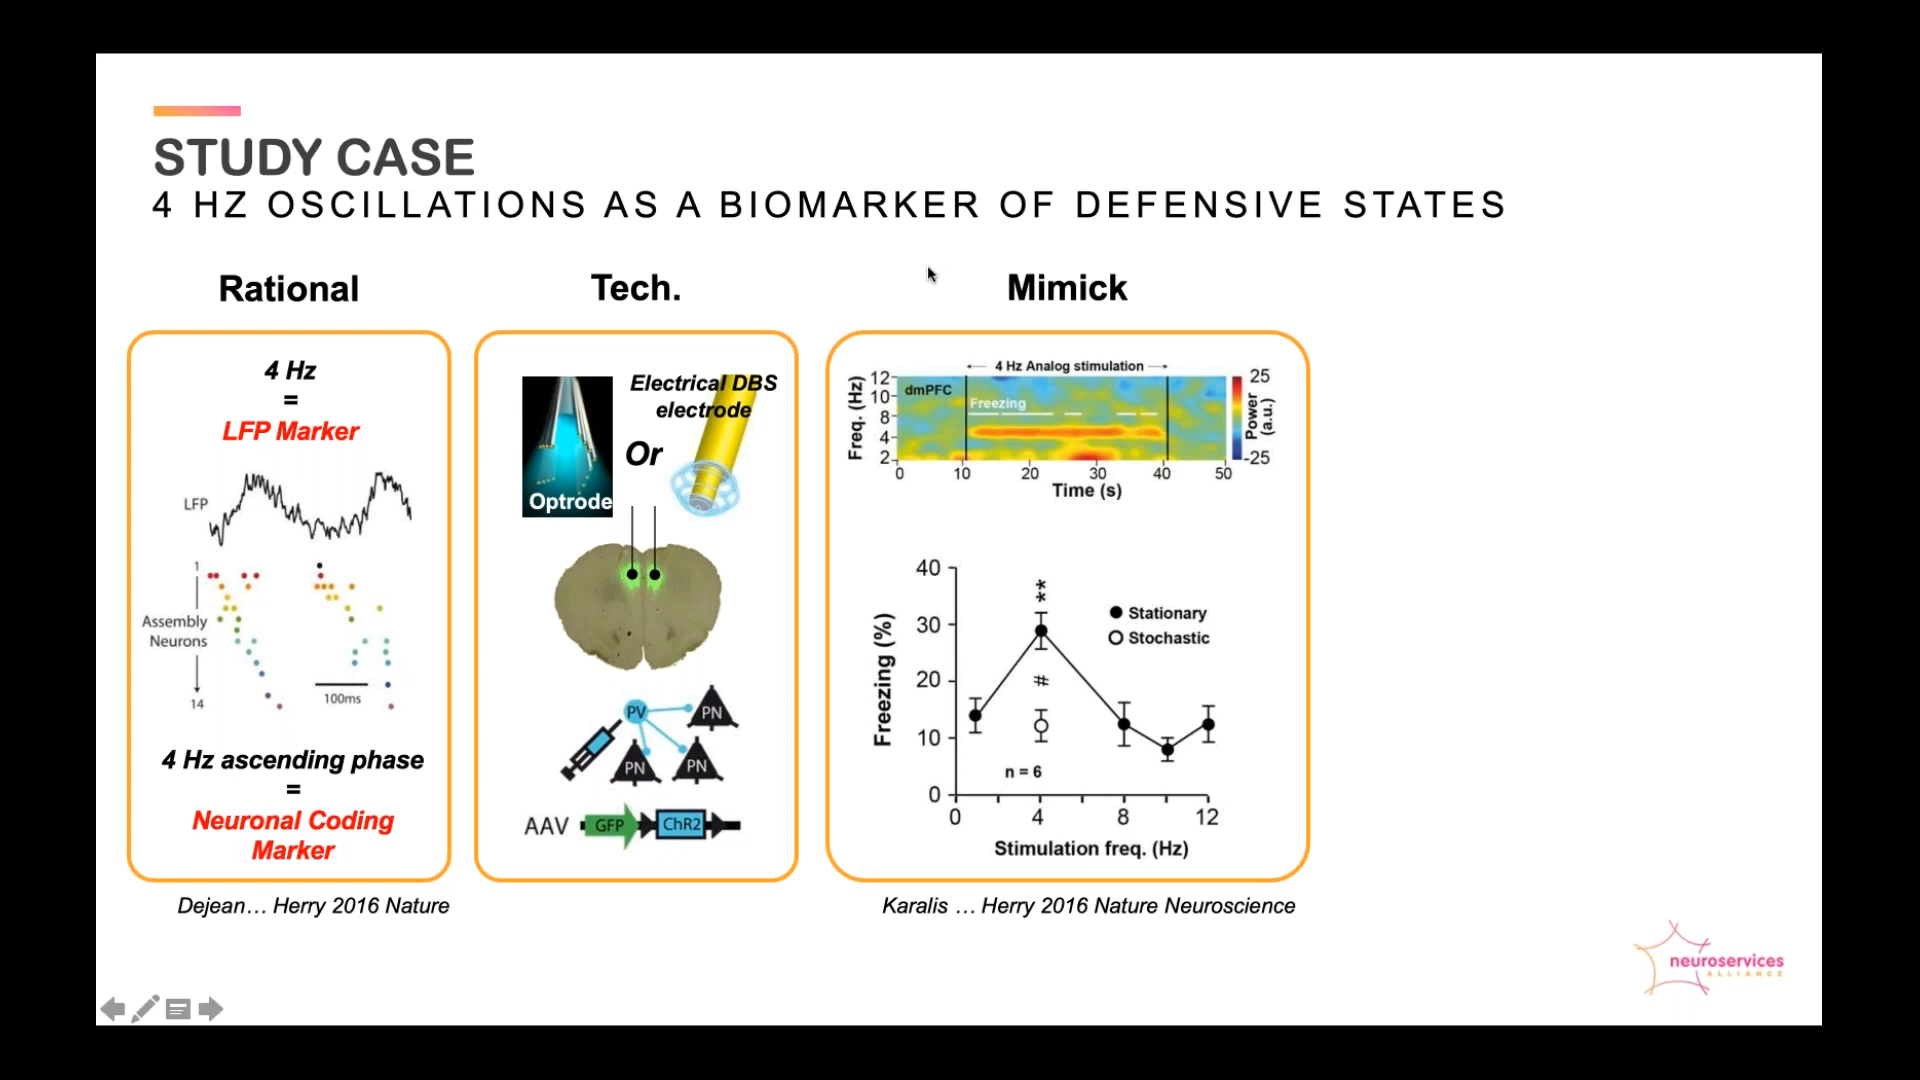 STUDY CASE
4 HZ OSCILLATIONS AS A BIOMARKER OF DEFENSIVE STATES
Rational
4 Hz
=
LFP Marker
LFP
1
Assembly
Neurons
14
100ms
4 Hz ascending phase
=
Neuronal Coding
Marker
Dejean… Herry 2016 Nature
Tech.
Electrical DBS
electrode
Or
Optrode
PV
PN
PN
PN
AAV
GFP
ChR2
Mimick
4 Hz Analog stimulation
dmPFC
Freezing
Freq. (Hz)
12
10
8
4
2
0 10 20 30 40 50
Time (s)
25
-25
Power
(a.u.)
Freezing (%)
40
30
20
10
0
**
#
Stationary
Stochastic
n = 6
0 4 8 12
Stimulation freq. (Hz)
Karalis … Herry 2016 Nature Neuroscience
neuroservices
ALLIANCE